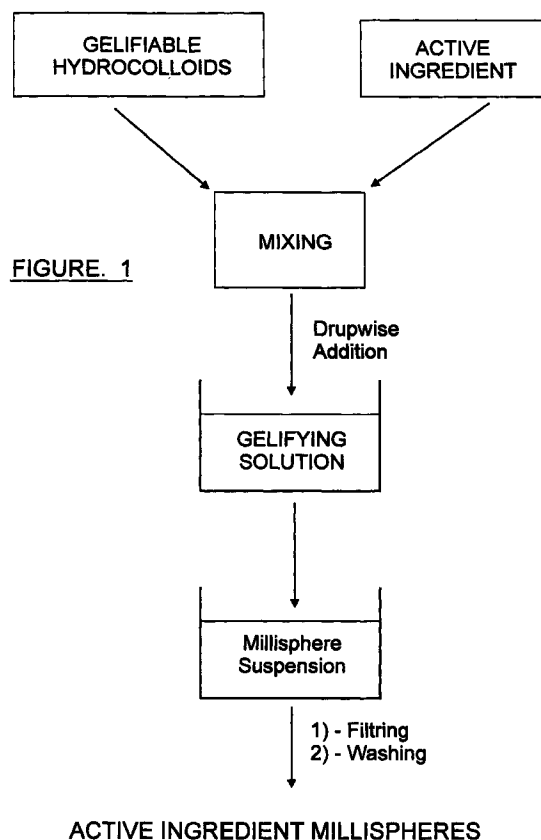 GELIFIABLE
HYDROCOLLOIDS
ACTIVE
INGREDIENT
MIXING
FIGURE. 1
Drupwise
Addition
GELIFYING
SOLUTION
Millisphere
Suspension
1) - Filtring
2) - Washing
ACTIVE INGREDIENT MILLISPHERES